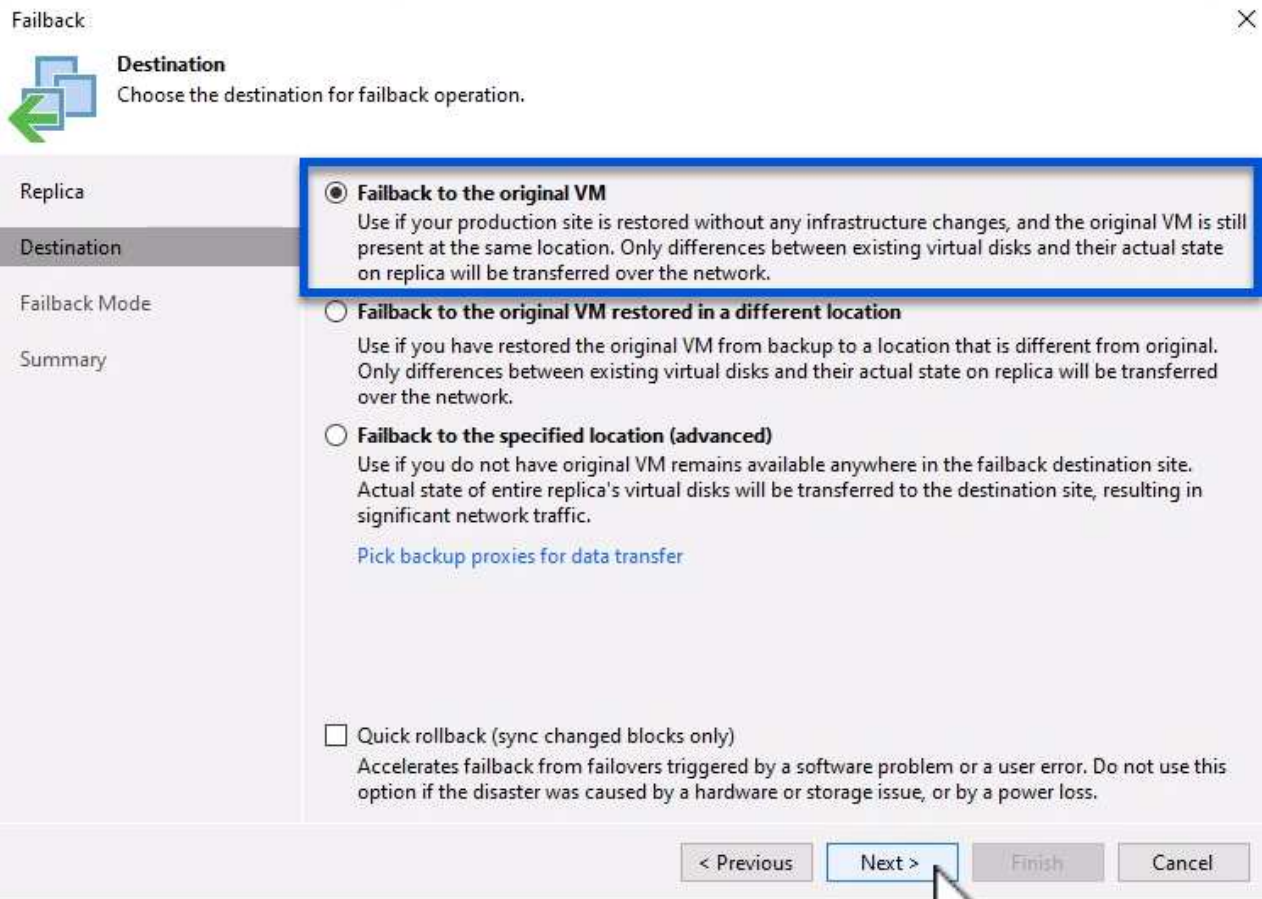 Failback
Destination
Choose the destination for failback operation.
Replica
Destination
Failback Mode
Summary
Failback to the original VM
Use if your production site is restored without any infrastructure changes, and the original VM is still
present at the same location. Only differences between existing virtual disks and their actual state
on replica will be transferred over the network.
Failback to the original VM restored in a different location
Use if you have restored the original VM from backup to a location that is different from original.
Only differences between existing virtual disks and their actual state on replica will be transferred
over the network.
Failback to the specified location (advanced)
Use if you do not have original VM remains available anywhere in the failback destination site.
Actual state of entire replica's virtual disks will be transferred to the destination site, resulting in
significant network traffic.
Pick backup proxies for data transfer
Quick rollback (sync changed blocks only)
Accelerates failback from failovers triggered by a software problem or a user error. Do not use this
option if the disaster was caused by a hardware or storage issue, or by a power loss.
< Previous
Next >
Finish
Cancel